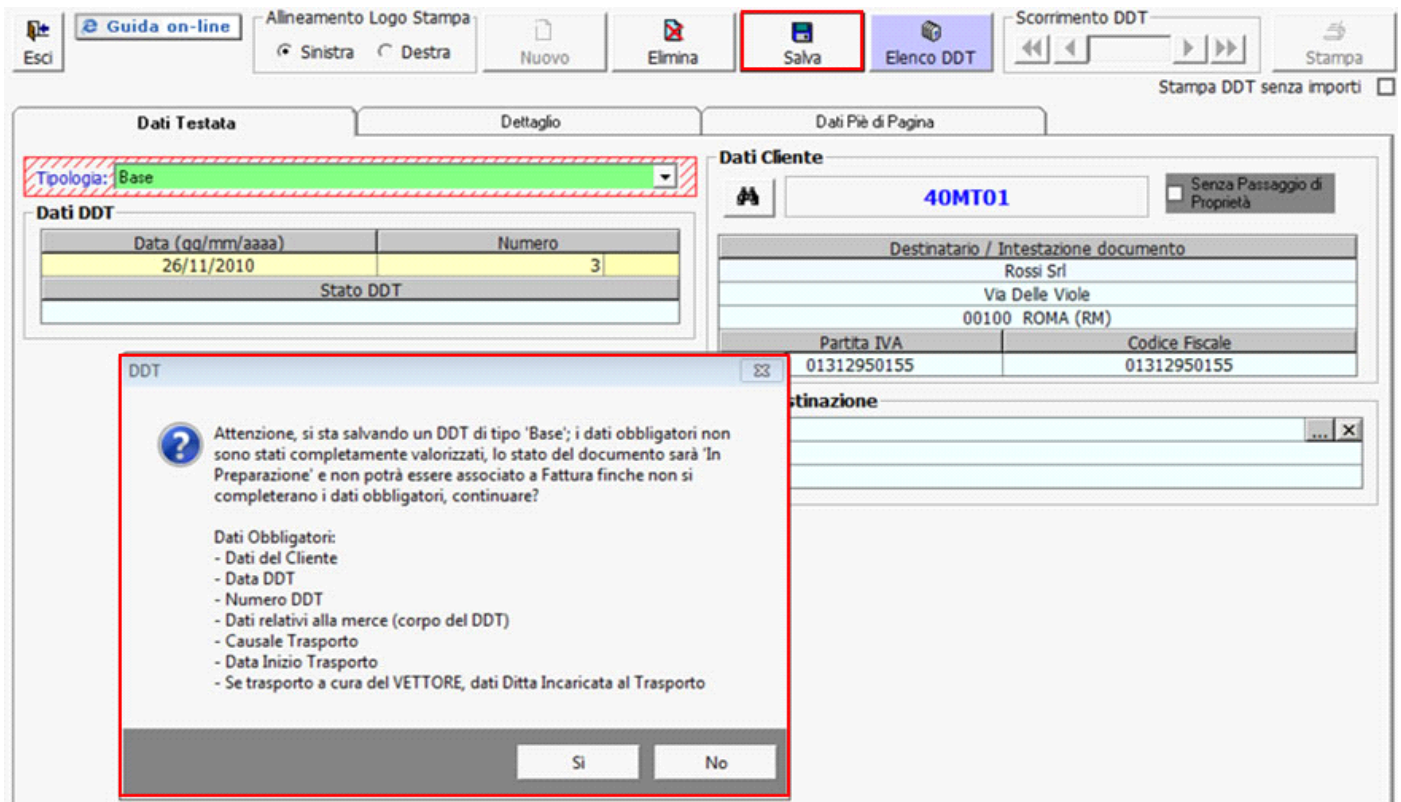 Esci
Guida on-line
Allineamento Logo Stampa
Sinistra Destra
Nuovo
Elimina
Salva
Elenco DDT
Scorrimento DDT
Stampa
Stampa DDT senza importi
Dati Testata Dettaglio Dati Piè di Pagina
Tipologia: Base
Dati DDT
Data (gg/mm/aaaa) Numero
26/11/2010 3
Stato DDT
Dati Cliente
40MT01
Senza Passaggio di
Proprietà
Destinatario / Intestazione documento
Rossi Srl
Via Delle Viole
00100 ROMA (RM)
Partita IVA Codice Fiscale
01312950155 01312950155
stinazione
...
DDT
Attenzione, si sta salvando un DDT di tipo 'Base'; i dati obbligatori non
sono stati completamente valorizzati, lo stato del documento sarà 'In
Preparazione' e non potrà essere associato a Fattura finche non si
completerano i dati obbligatori, continuare?
Dati Obbligatori:
- Dati del Cliente
- Data DDT
- Numero DDT
- Dati relativi alla merce (corpo del DDT)
- Causale Trasporto
- Data Inizio Trasporto
- Se trasporto a cura del VETTORE, dati Ditta Incaricata al Trasporto
Sì No